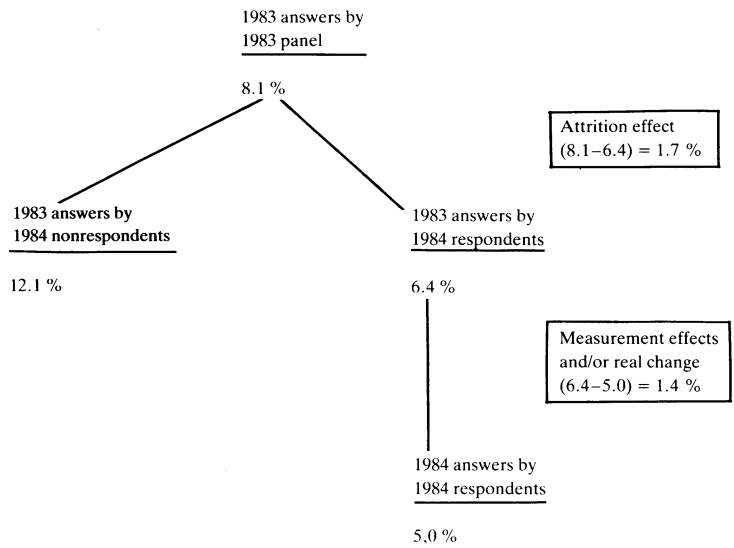 1983 answers by
1983 panel
8.1 %
Attrition effect
(8.1–6.4) = 1.7 %
1983 answers by
1984 nonrespondents
12.1 %
1983 answers by
1984 respondents
6.4 %
Measurement effects
and/or real change
(6.4–5.0) = 1.4 %
1984 answers by
1984 respondents
5,0 %